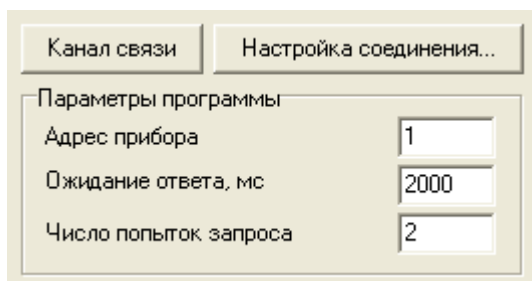 Канал связи Настройка соединения...
Параметры программы
Адрес прибора 1
Ожидание ответа, мс 2000
Число попыток запроса 2